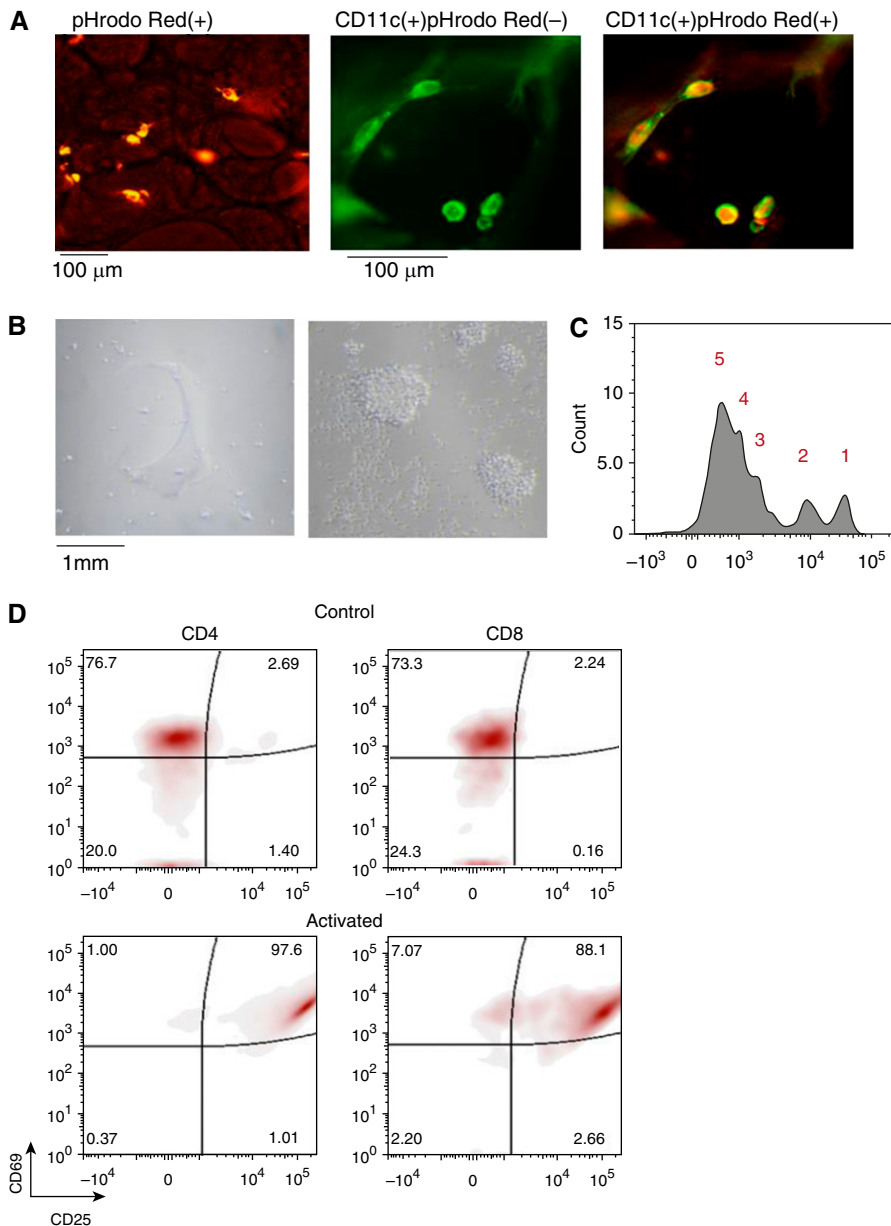 A
pHrodo Red(+)
CD11c(+)pHrodo Red(–)
CD11c(+)pHrodo Red(+)
100 μm
100 μm
B
1mm
C
15
10
5.0
0
Count
5
4
3
2
1
–10³ 0 10³ 10⁴ 10⁵
D
Control
CD4
CD8
76.7 2.69
20.0 1.40
10⁵
10⁴
10³
10²
10¹
10⁰
–10⁴ 0 10⁴ 10⁵
73.3 2.24
24.3 0.16
10⁵
10⁴
10³
10²
10¹
10⁰
–10⁴ 0 10⁴ 10⁵
Activated
1.00 97.6
0.37 1.01
10⁵
10⁴
10³
10²
10¹
10⁰
–10⁴ 0 10⁴ 10⁵
7.07 88.1
2.20 2.66
10⁵
10⁴
10³
10²
10¹
10⁰
–10⁴ 0 10⁴ 10⁵
CD69
CD25